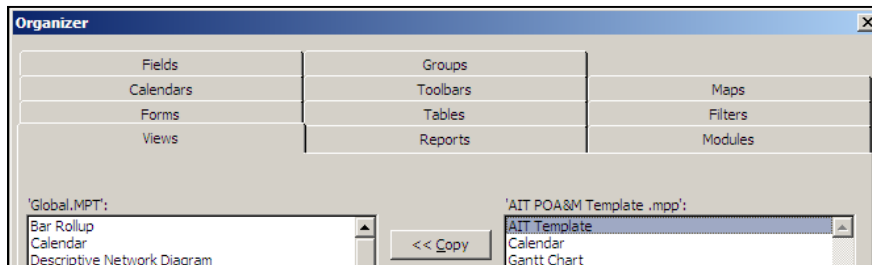 Organizer
Fields Groups
Calendars Toolbars Maps
Forms Tables Filters
Views Reports Modules
'Global.MPT': 'AIT POA&M Template .mpp':
Bar Rollup AIT Template
Calendar << Copy Calendar
Descriptive Network Diagram Gantt Chart